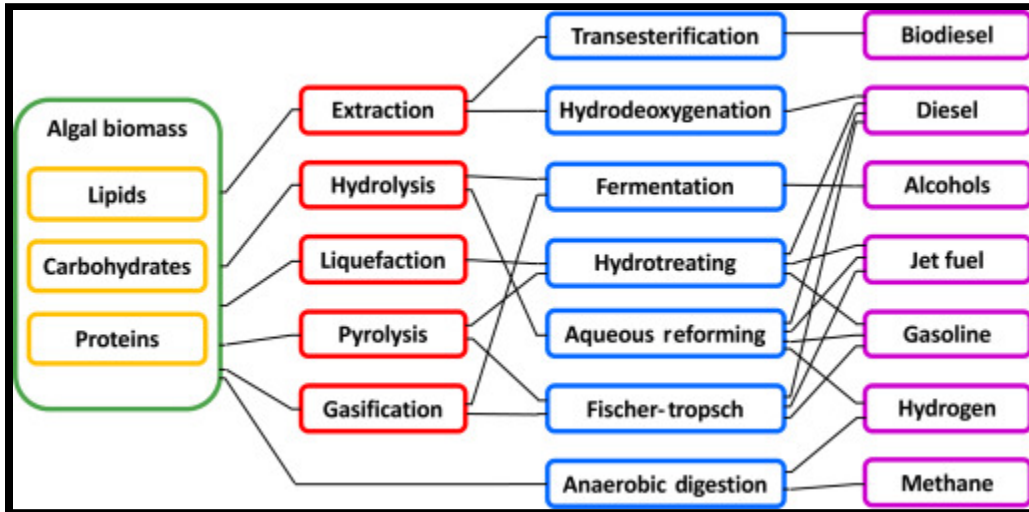 Algal biomass
Lipids
Carbohydrates
Proteins
Extraction
Hydrolysis
Liquefaction
Pyrolysis
Gasification
Transesterification
Hydrodeoxygenation
Fermentation
Hydrotreating
Aqueous reforming
Fischer-tropsch
Anaerobic digestion
Biodiesel
Diesel
Alcohols
Jet fuel
Gasoline
Hydrogen
Methane